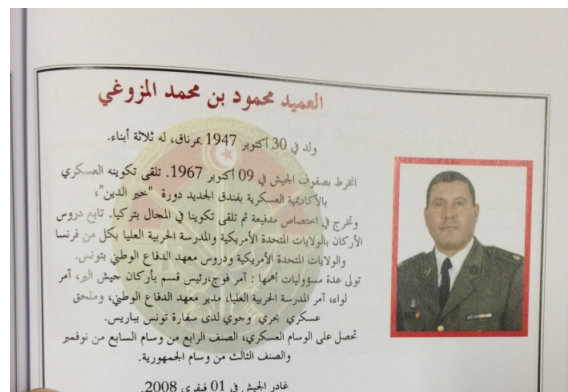 العميد محمود بن محمد المزوغي
ولد في 30 أكتوبر 1947 بمرناق، له ثلاثة أبناء.
انخرط بصفوف الجيش في 09 أكتوبر 1967. تلقى تكوينه العسكري
بالأكاديمية العسكرية بفندق الجديد دورة "خير الدين"،
وتخرج في اختصاص مدفعية ثم تلقى تكوينا في المجال بتركيا. تابع دروس
الأركان بالولايات المتحدة الأمريكية والمدرسة الحربية العليا بكل من فرنسا
والولايات المتحدة الأمريكية ودروس معهد الدفاع الوطني بتونس.
تولى عدة مسؤوليات أهمها : آمر فوج،رئيس قسم بأركان جيش البر، آمر
لواء، آمر المدرسة الحربية العليا، مدير معهد الدفاع الوطني، وملحق
عسكري بحري وجوي لدى سفارة تونس بباريس.
تحصل على الوسام العسكري، الصنف الرابع من وسام السابع من نوفمبر
والصنف الثالث من وسام الجمهورية.
غادر الجيش في 01 فيفري 2008.